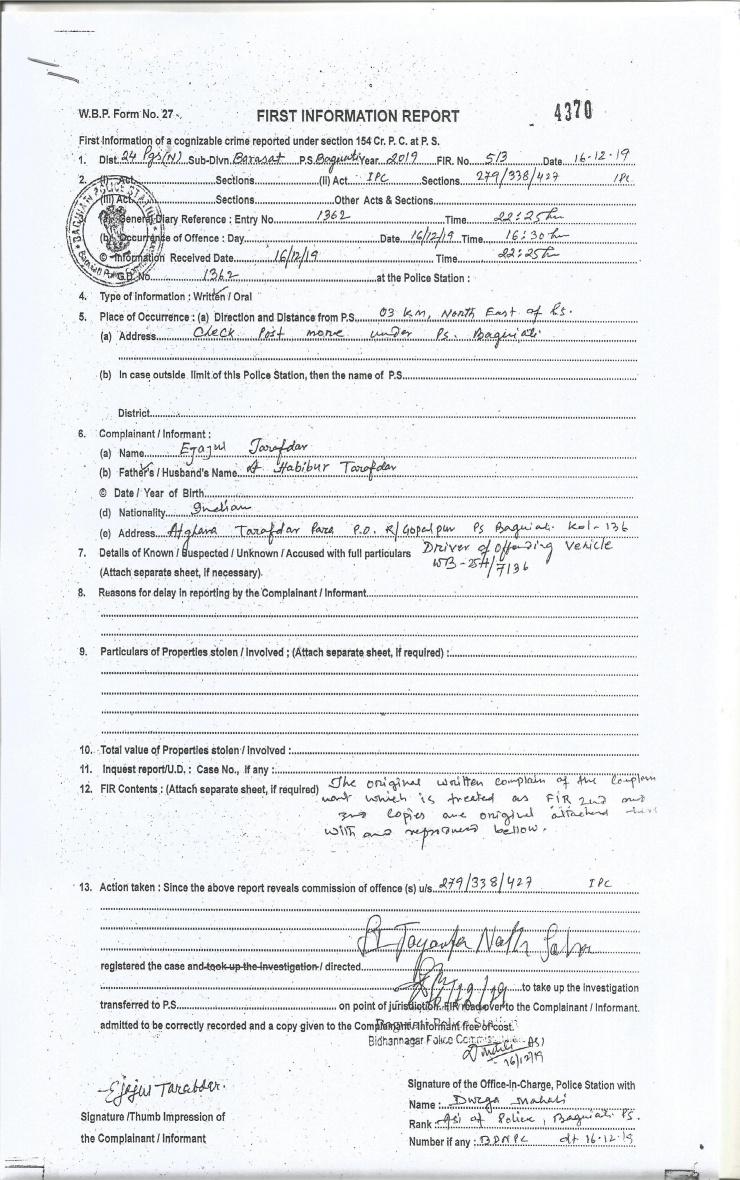 4370
W.B.P. Form No. 27
FIRST INFORMATION REPORT
First Information of a cognizable crime reported under section 154 Cr. P. C. at P. S.
1. Dist. 24 Pgs(N) Sub-Dlvn. Barasat P.S. Baguiati Year 2019 FIR. No. 513 Date 16-12-19
2. (i) Act Sections (ii) Act. IPC Sections 279/338/427 IPC
(iii) Act Sections Other Acts & Sections
(a) General Diary Reference : Entry No. 1362 Time 22:25 hr
(b) Occurrence of Offence : Day Date 16/12/19 Time 16:30 hr
© Information Received Date 16/12/19 Time 22:25 hr
G.D. No. 1362 at the Police Station :
4. Type of information : Written / Oral
5. Place of Occurrence : (a) Direction and Distance from P.S. 03 KM, North East of PS.
(a) Address Check Post more under Ps. Baguiati
(b) In case outside limit of this Police Station, then the name of P.S.
District
6. Complainant / Informant :
(a) Name Ejajul Tarafdar
(b) Father's / Husband's Name Habibur Tarafdar
© Date / Year of Birth
(d) Nationality Indian
(e) Address Atghara Tarafdar Para P.O. R/Gopalpur Ps Baguiati Kol-136
7. Details of Known / Suspected / Unknown / Accused with full particulars Driver of offending vehicle
(Attach separate sheet, if necessary). WB-25H/7136
8. Reasons for delay in reporting by the Complainant / Informant
9. Particulars of Properties stolen / Involved ; (Attach separate sheet, if required) :
10. Total value of Properties stolen / Involved :
11. Inquest report/U.D. : Case No., if any :
12. FIR Contents : (Attach separate sheet, if required) The original written complain of the Complain
nant which is treated as FIR 2nd and
3rd copies are original attached here
with and bellow.
13. Action taken : Since the above report reveals commission of offence (s) u/s. 279/338/427 IPC
SI Jayanta Nath Saha
registered the case and took up the investigation / directed
to take up the investigation
transferred to P.S. on point of jurisdiction. FIR read over to the Complainant / Informant.
admitted to be correctly recorded and a copy given to the Complainant / Informant free of cost.
Bidhannagar Police
ASI
16/12/19
Ejajul Tarabdar.
Signature /Thumb Impression of
the Complainant / Informant
Signature of the Office-in-Charge, Police Station with
Name : Durga Mahali
Rank : Asi of Police, Baguiati PS.
Number if any : BDNPC dt 16-12-19